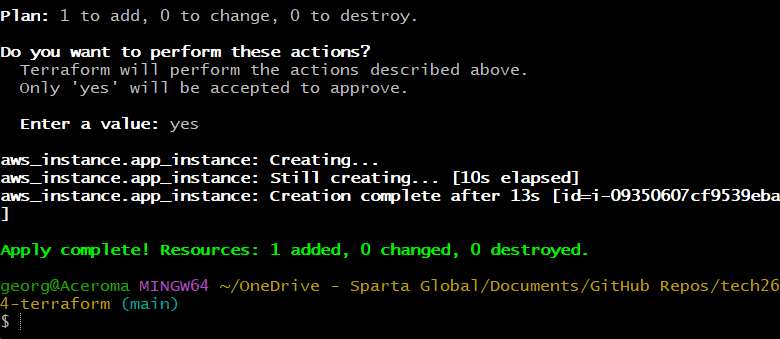 Plan: 1 to add, 0 to change, 0 to destroy.
Do you want to perform these actions?
Terraform will perform the actions described above.
Only 'yes' will be accepted to approve.
Enter a value: yes
aws_instance.app_instance: Creating...
aws_instance.app_instance: Still creating... [10s elapsed]
aws_instance.app_instance: Creation complete after 13s [id=i-09350607cf9539eba
]
Apply complete! Resources: 1 added, 0 changed, 0 destroyed.
georg@Aceroma MINGW64 ~/OneDrive - Sparta Global/Documents/GitHub Repos/tech26
4-terraform (main)
$